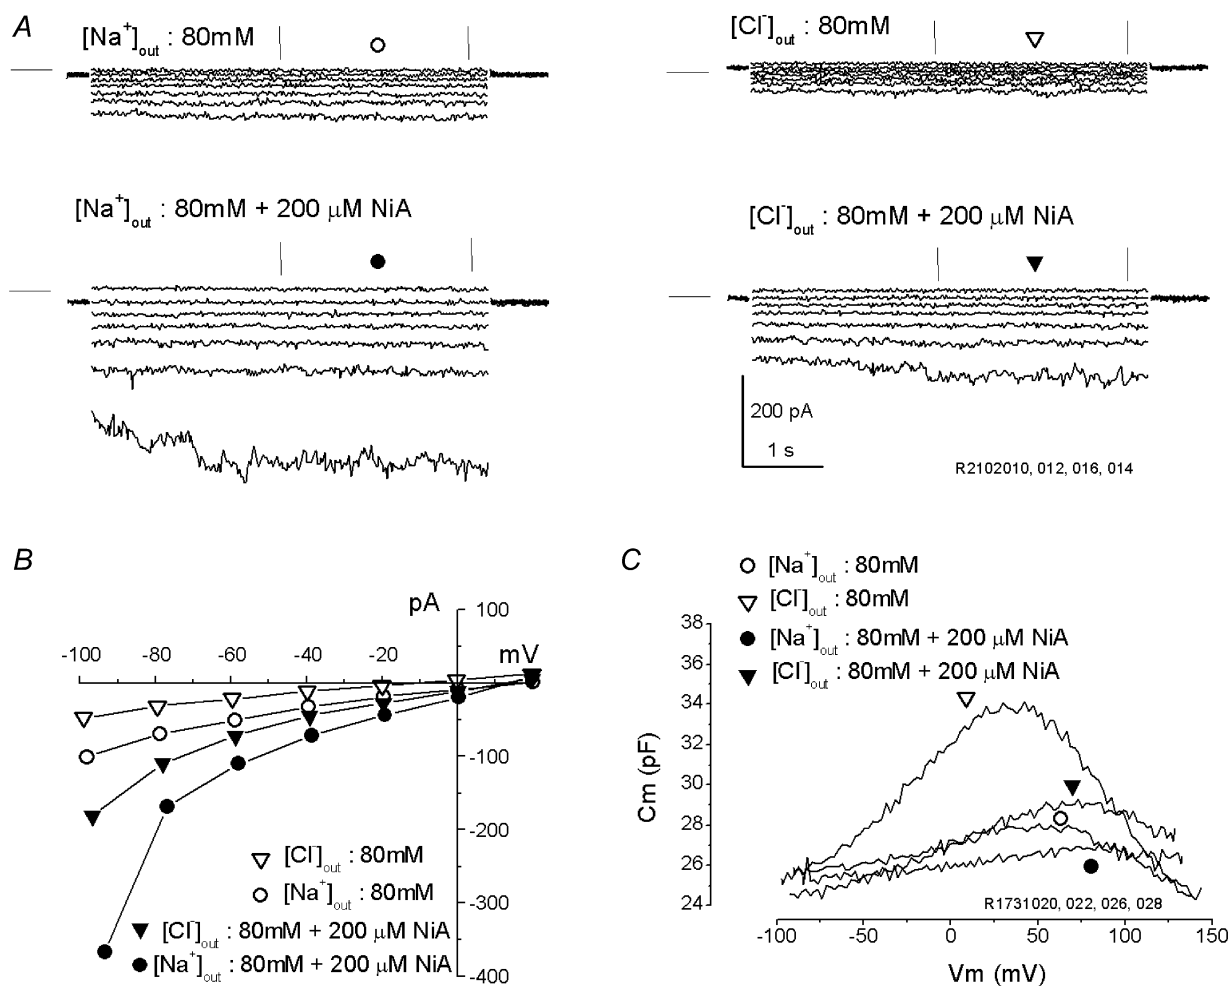 A
[Na⁺]out : 80mM
[Cl⁻]out : 80mM
[Na⁺]out : 80mM + 200 µM NiA
[Cl⁻]out : 80mM + 200 µM NiA
200 pA
1 s
R2102010, 012, 016, 014
B
pA
100
-100 -80 -60 -40 -20 mV
-100
-200
-300
-400
[Cl⁻]out : 80mM
[Na⁺]out : 80mM
[Cl⁻]out : 80mM + 200 µM NiA
[Na⁺]out : 80mM + 200 µM NiA
C
[Na⁺]out : 80mM
[Cl⁻]out : 80mM
[Na⁺]out : 80mM + 200 µM NiA
[Cl⁻]out : 80mM + 200 µM NiA
38
36
34
32
30
28
26
24
Cm (pF)
R1731020, 022, 026, 028
-100 -50 0 50 100 150
Vm (mV)